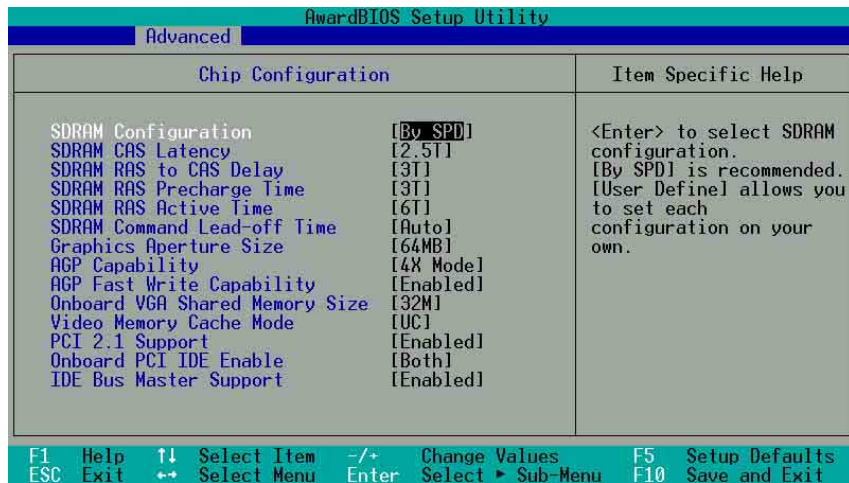 AwardBIOS Setup Utility
Advanced
Chip Configuration
SDRAM Configuration [By SPD]
SDRAM CAS Latency [2.5T]
SDRAM RAS to CAS Delay [3T]
SDRAM RAS Precharge Time [3T]
SDRAM RAS Active Time [6T]
SDRAM Command Lead-off Time [Auto]
Graphics Aperture Size [64MB]
AGP Capability [4X Mode]
AGP Fast Write Capability [Enabled]
Onboard VGA Shared Memory Size [32M]
Video Memory Cache Mode [UC]
PCI 2.1 Support [Enabled]
Onboard PCI IDE Enable [Both]
IDE Bus Master Support [Enabled]
Item Specific Help
<Enter> to select SDRAM
configuration.
[By SPD] is recommended.
[User Define] allows you
to set each
configuration on your
own.
F1 Help ↑↓ Select Item -/+ Change Values F5 Setup Defaults
ESC Exit ←→ Select Menu Enter Select ► Sub-Menu F10 Save and Exit